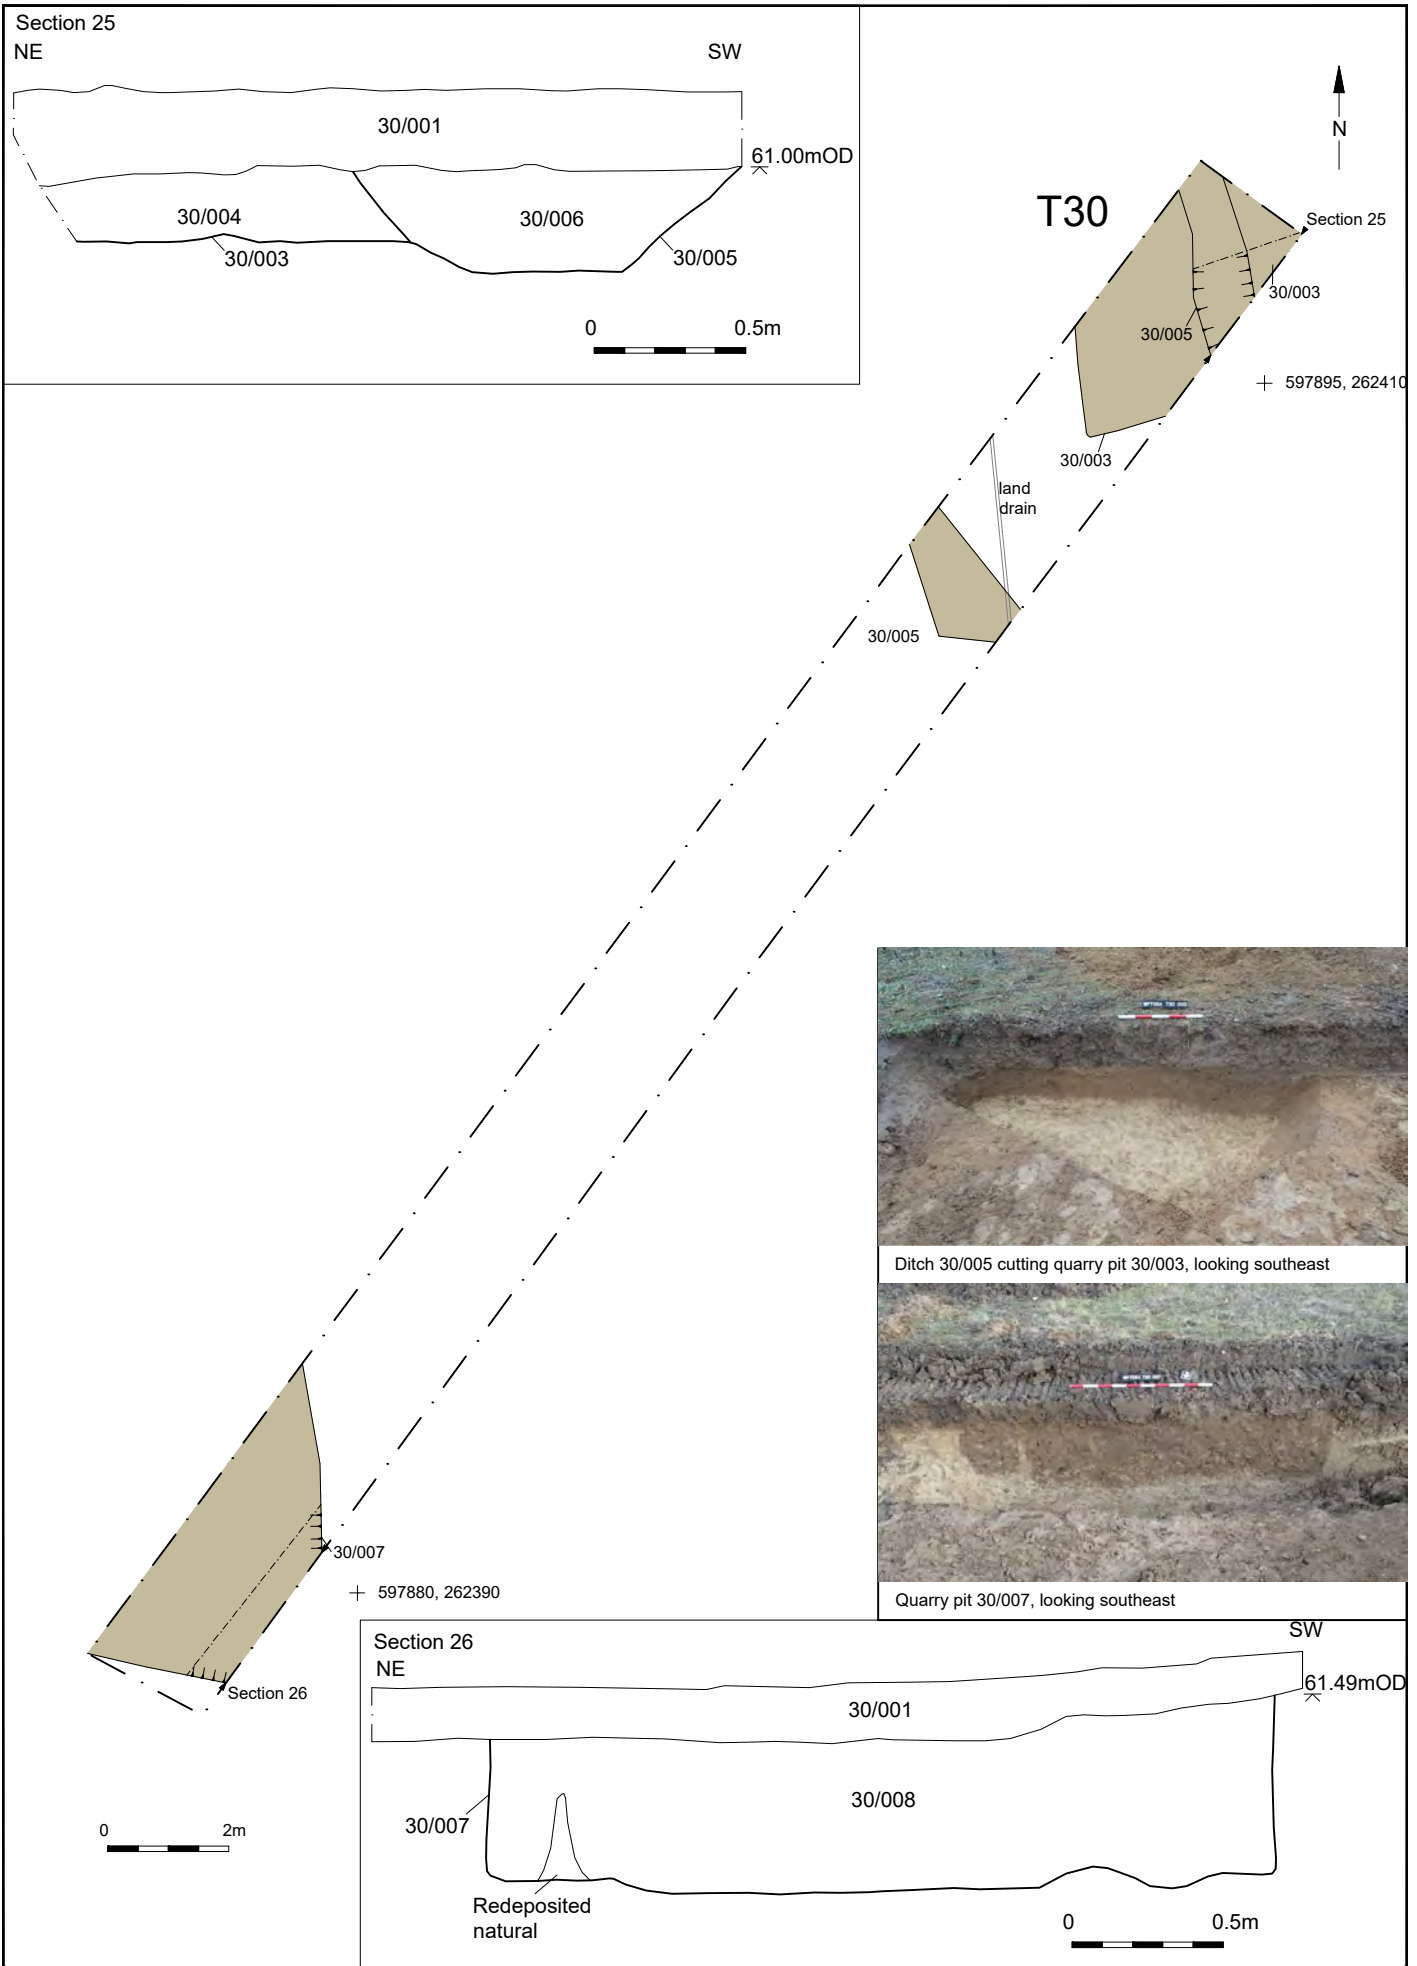 Section 25
NE
SW
30/001
61.00mOD
30/004
30/006
30/003
30/005
0
0.5m
N
T30
Section 25
30/003
30/005
597895, 262410
30/003
land
drain
30/005
Ditch 30/005 cutting quarry pit 30/003, looking southeast
Quarry pit 30/007, looking southeast
30/007
597880, 262390
Section 26
0
2m
Section 26
NE
SW
61.49mOD
30/001
30/008
30/007
Redeposited
natural
0
0.5m